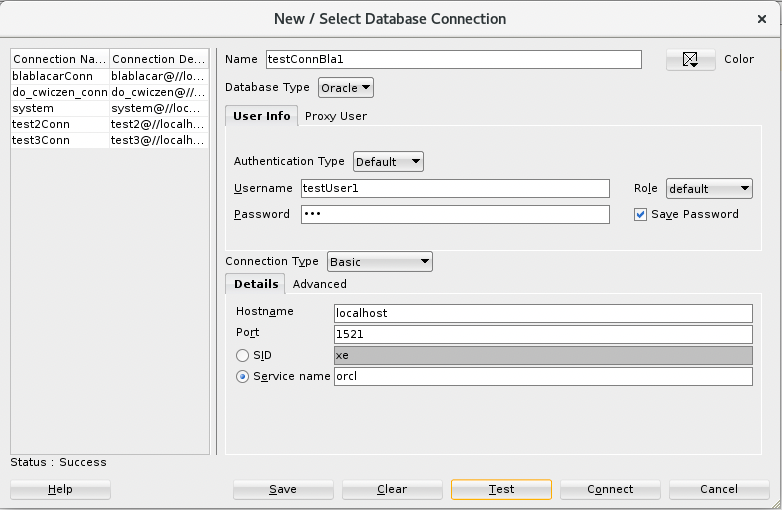 New / Select Database Connection
Connection Na... Connection De...
blablacarConn blablacar@//lo...
do_cwiczen_conn do_cwiczen@//...
system system@//loc...
test2Conn test2@//localh...
test3Conn test3@//localh...
Name testConnBla1 Color
Database Type Oracle
User Info Proxy User
Authentication Type Default
Username testUser1 Role default
Password ••• Save Password
Connection Type Basic
Details Advanced
Hostname localhost
Port 1521
SID xe
Service name orcl
Status : Success
Help Save Clear Test Connect Cancel